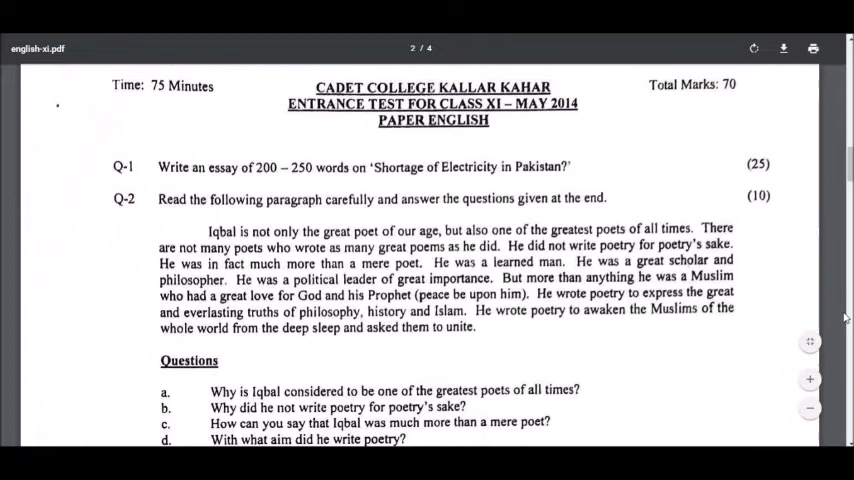 english-xi.pdf
2 / 4
Time: 75 Minutes
CADET COLLEGE KALLAR KAHAR
Total Marks: 70
ENTRANCE TEST FOR CLASS XI – MAY 2014
PAPER ENGLISH
Q-1 Write an essay of 200 – 250 words on 'Shortage of Electricity in Pakistan?' (25)
Q-2 Read the following paragraph carefully and answer the questions given at the end. (10)
Iqbal is not only the great poet of our age, but also one of the greatest poets of all times. There
are not many poets who wrote as many great poems as he did. He did not write poetry for poetry's sake.
He was in fact much more than a mere poet. He was a learned man. He was a great scholar and
philosopher. He was a political leader of great importance. But more than anything he was a Muslim
who had a great love for God and his Prophet (peace be upon him). He wrote poetry to express the great
and everlasting truths of philosophy, history and Islam. He wrote poetry to awaken the Muslims of the
whole world from the deep sleep and asked them to unite.
Questions
a. Why is Iqbal considered to be one of the greatest poets of all times?
b. Why did he not write poetry for poetry's sake?
c. How can you say that Iqbal was much more than a mere poet?
d. With what aim did he write poetry?